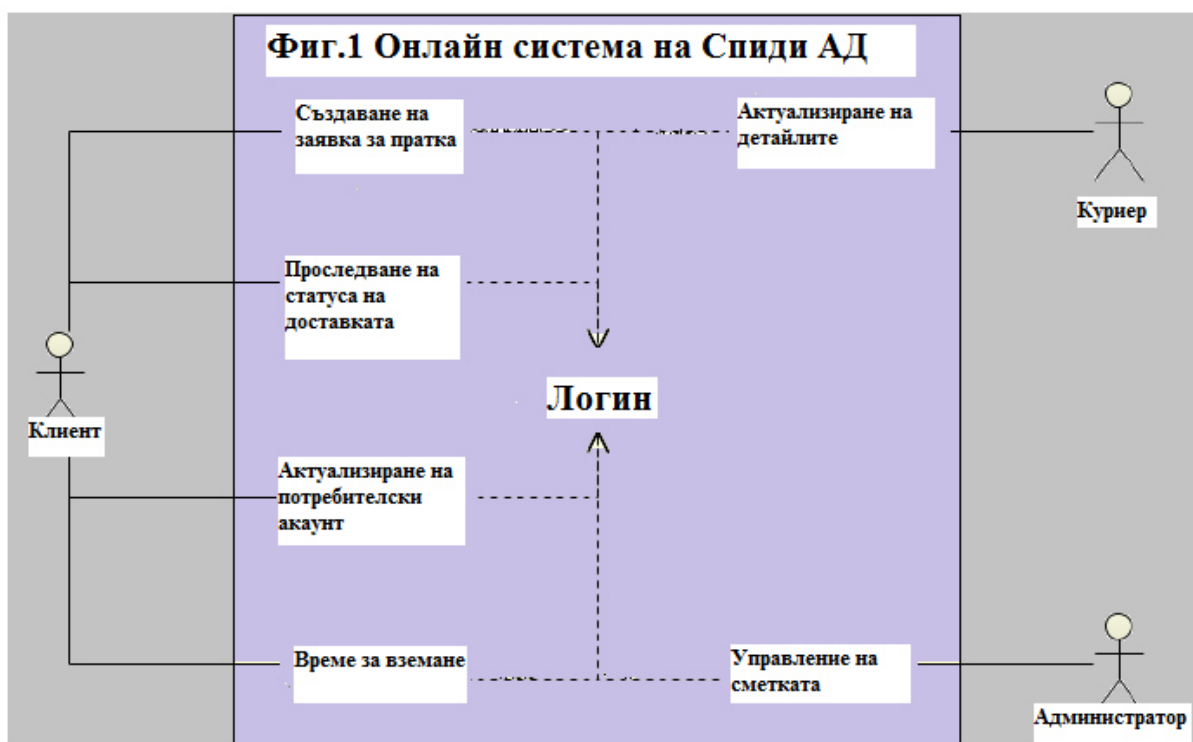 Фиг.1 Онлайн система на Спиди АД
Създаване на
заявка за пратка
Актуализиране на
детайлите
Куриер
Проследване на
статуса на
доставката
Логин
Клиент
Актуализиране на
потребителски
акаунт
Време за вземане
Управление на
сметката
Администратор